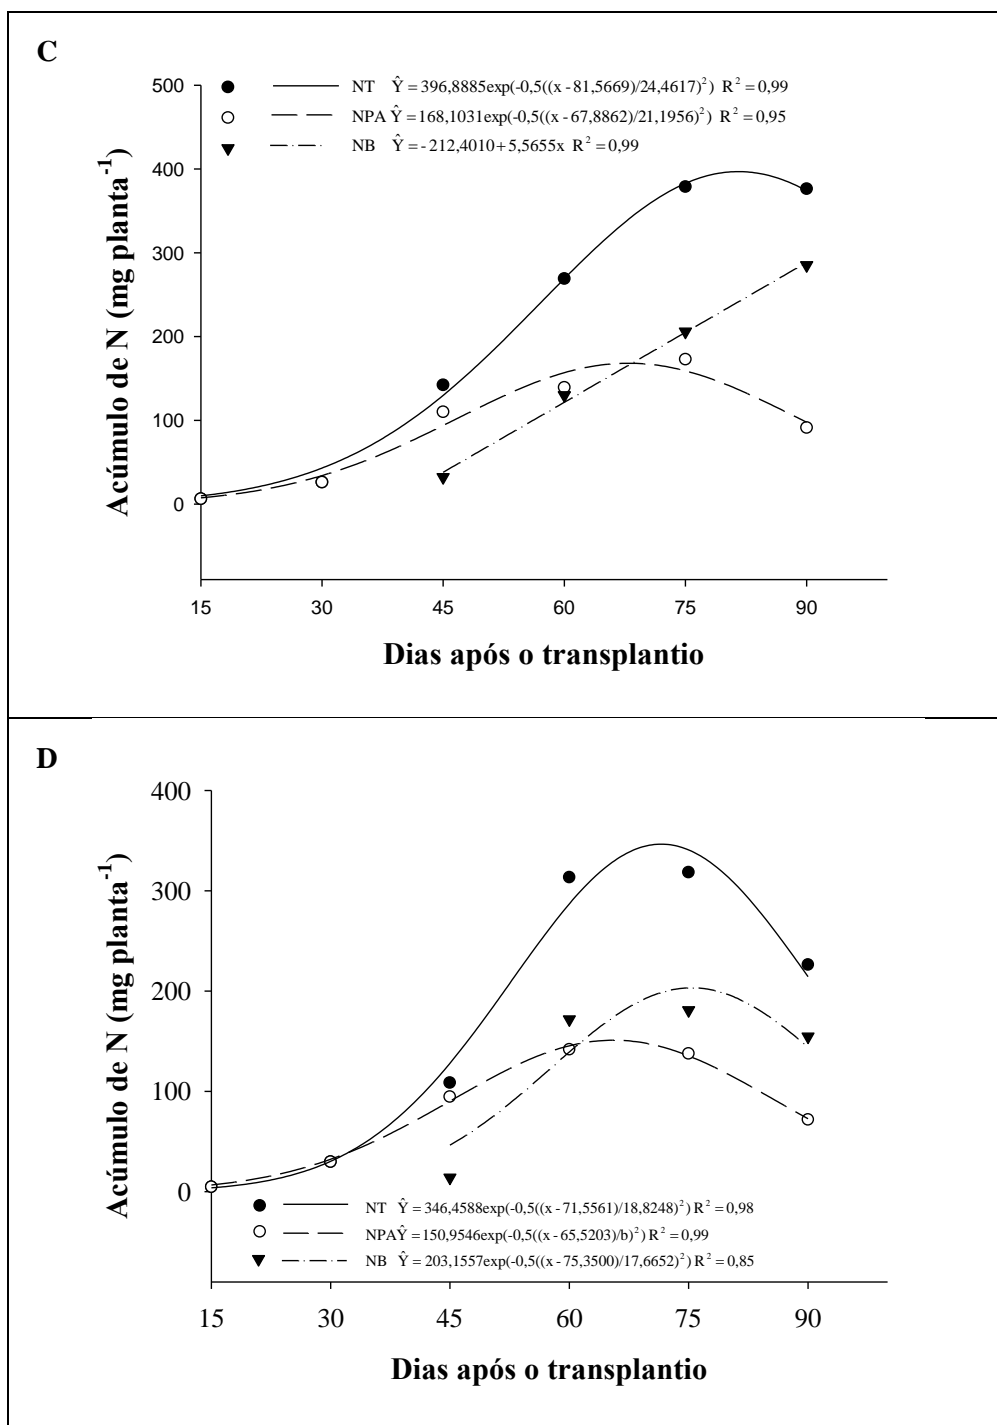 C
NT Ŷ = 396,8885exp(-0,5((x - 81,5669)/24,4617)²) R² = 0,99
NPA Ŷ = 168,1031exp(-0,5((x - 67,8862)/21,1956)²) R² = 0,95
NB Ŷ = - 212,4010 + 5,5655x R² = 0,99
Acúmulo de N (mg planta⁻¹)
500
400
300
200
100
0
15 30 45 60 75 90
Dias após o transplantio
D
Acúmulo de N (mg planta⁻¹)
400
300
200
100
0
NT Ŷ = 346,4588exp(-0,5((x - 71,5561)/18,8248)²) R² = 0,98
NPA Ŷ = 150,9546exp(-0,5((x - 65,5203)/b)²) R² = 0,99
NB Ŷ = 203,1557exp(-0,5((x - 75,3500)/17,6652)²) R² = 0,85
15 30 45 60 75 90
Dias após o transplantio